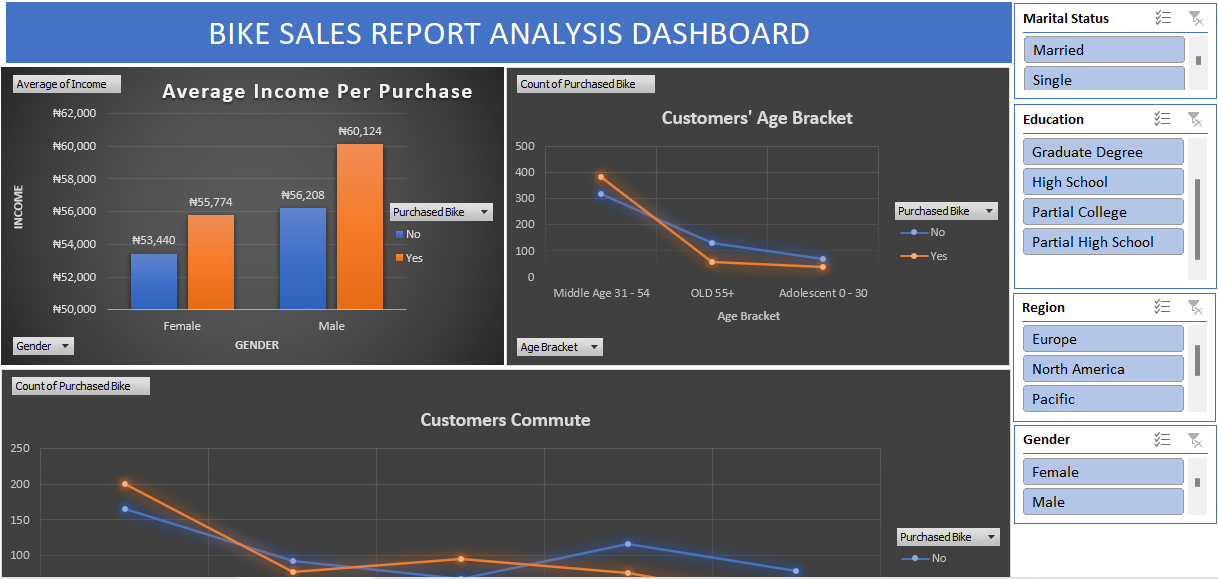 BIKE SALES REPORT ANALYSIS DASHBOARD
Average of Income
Average Income Per Purchase
₦62,000
₦60,000
₦58,000
₦56,000
₦54,000
₦52,000
₦50,000
INCOME
₦53,440
₦55,774
₦56,208
₦60,124
Female
Male
GENDER
Purchased Bike
No
Yes
Gender
Count of Purchased Bike
Customers' Age Bracket
500
400
300
200
100
0
Middle Age 31 - 54
OLD 55+
Adolescent 0 - 30
Age Bracket
Purchased Bike
No
Yes
Age Bracket
Count of Purchased Bike
Customers Commute
250
200
150
100
Purchased Bike
No
Marital Status
Married
Single
Education
Graduate Degree
High School
Partial College
Partial High School
Region
Europe
North America
Pacific
Gender
Female
Male